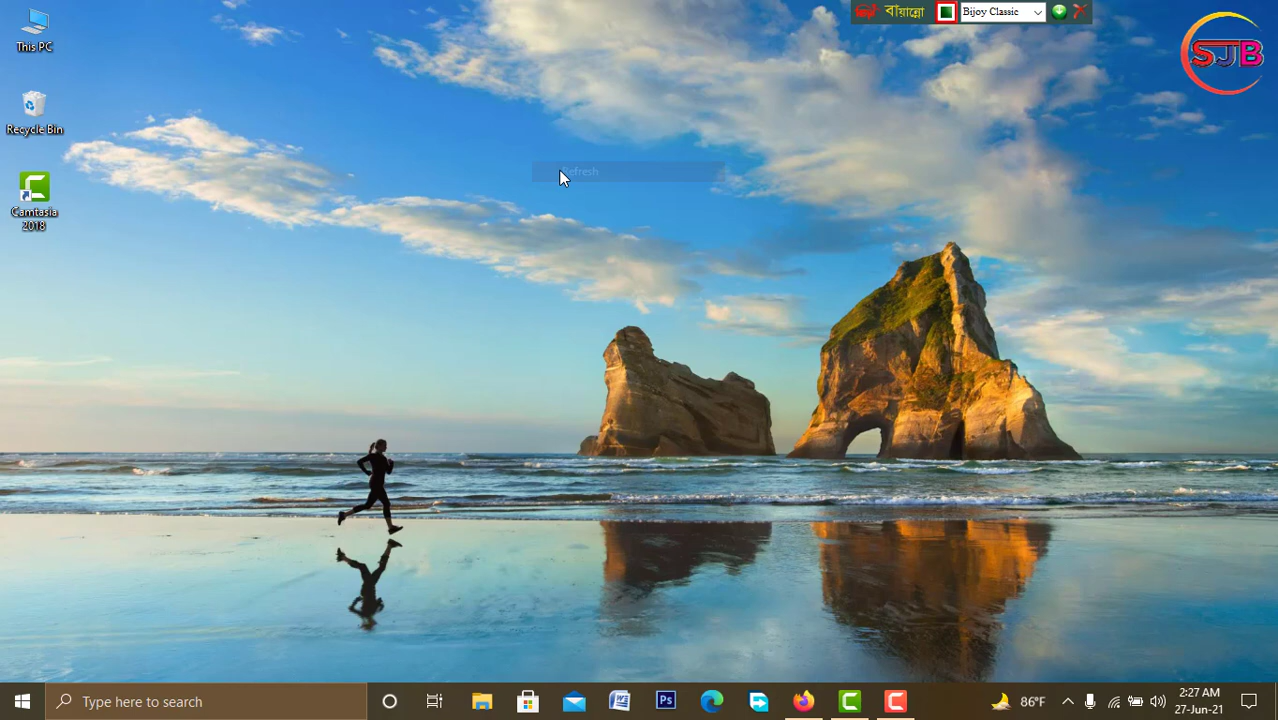 This PC
Recycle Bin
Camtasia
2018
বায়ান্নো
Bijoy Classic
SJB
Refresh
Type here to search
Ps
86°F
2:27 AM
27-Jun-21